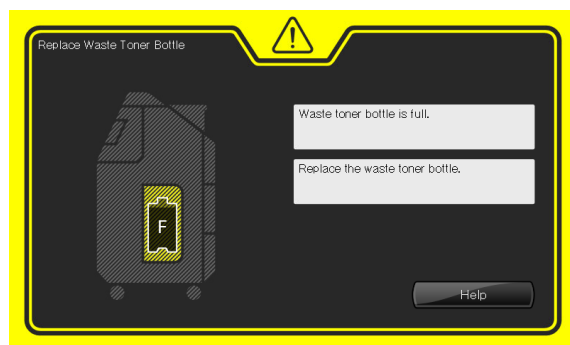 Replace Waste Toner Bottle
Waste toner bottle is full.
Replace the waste toner bottle.
F
Help